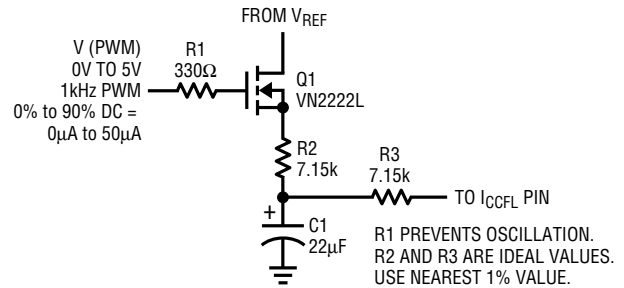 FROM VREF
V (PWM)
0V TO 5V
1kHz PWM
0% to 90% DC =
0µA to 50µA
R1
330Ω
Q1
VN2222L
R2
7.15k
R3
7.15k
TO ICCFL PIN
+
C1
22µF
R1 PREVENTS OSCILLATION.
R2 AND R3 ARE IDEAL VALUES.
USE NEAREST 1% VALUE.